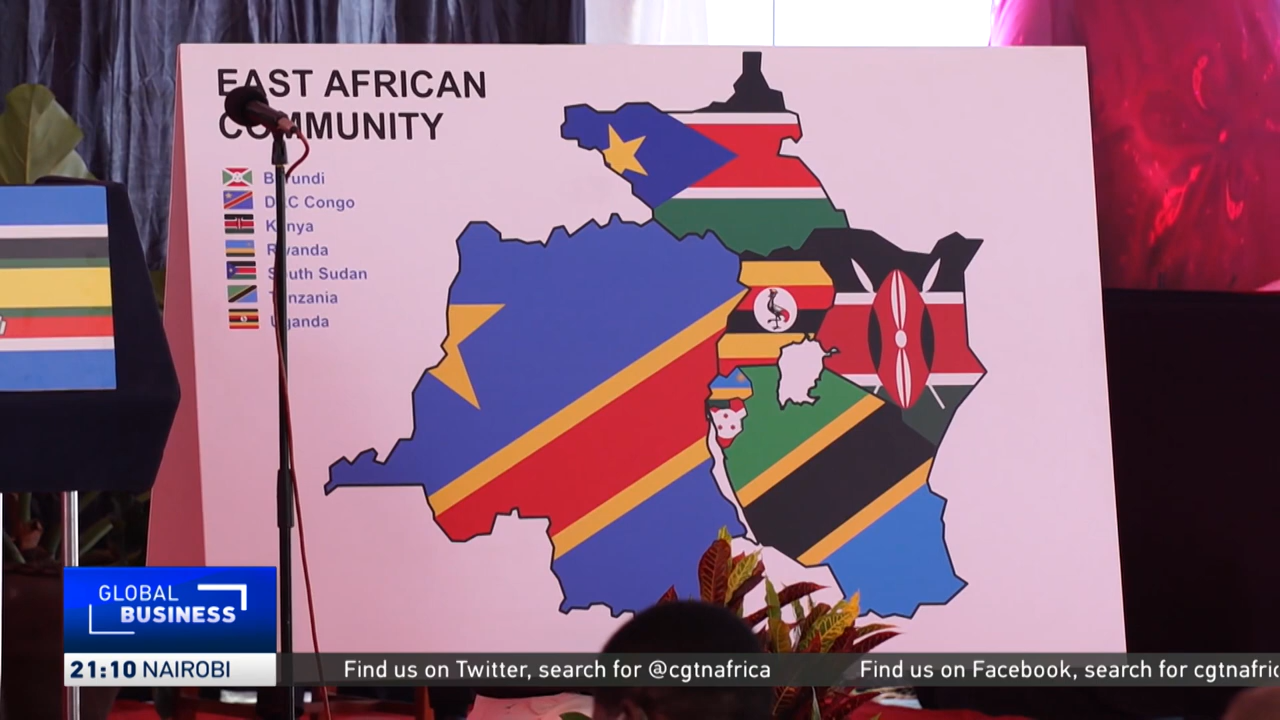 EAST AFRICAN
COMMUNITY
Burundi
DRC Congo
Kenya
Rwanda
South Sudan
Tanzania
Uganda
GLOBAL
BUSINESS
21:10 NAIROBI
Find us on Twitter, search for @cgtnafrica
Find us on Facebook, search for cgtnafric